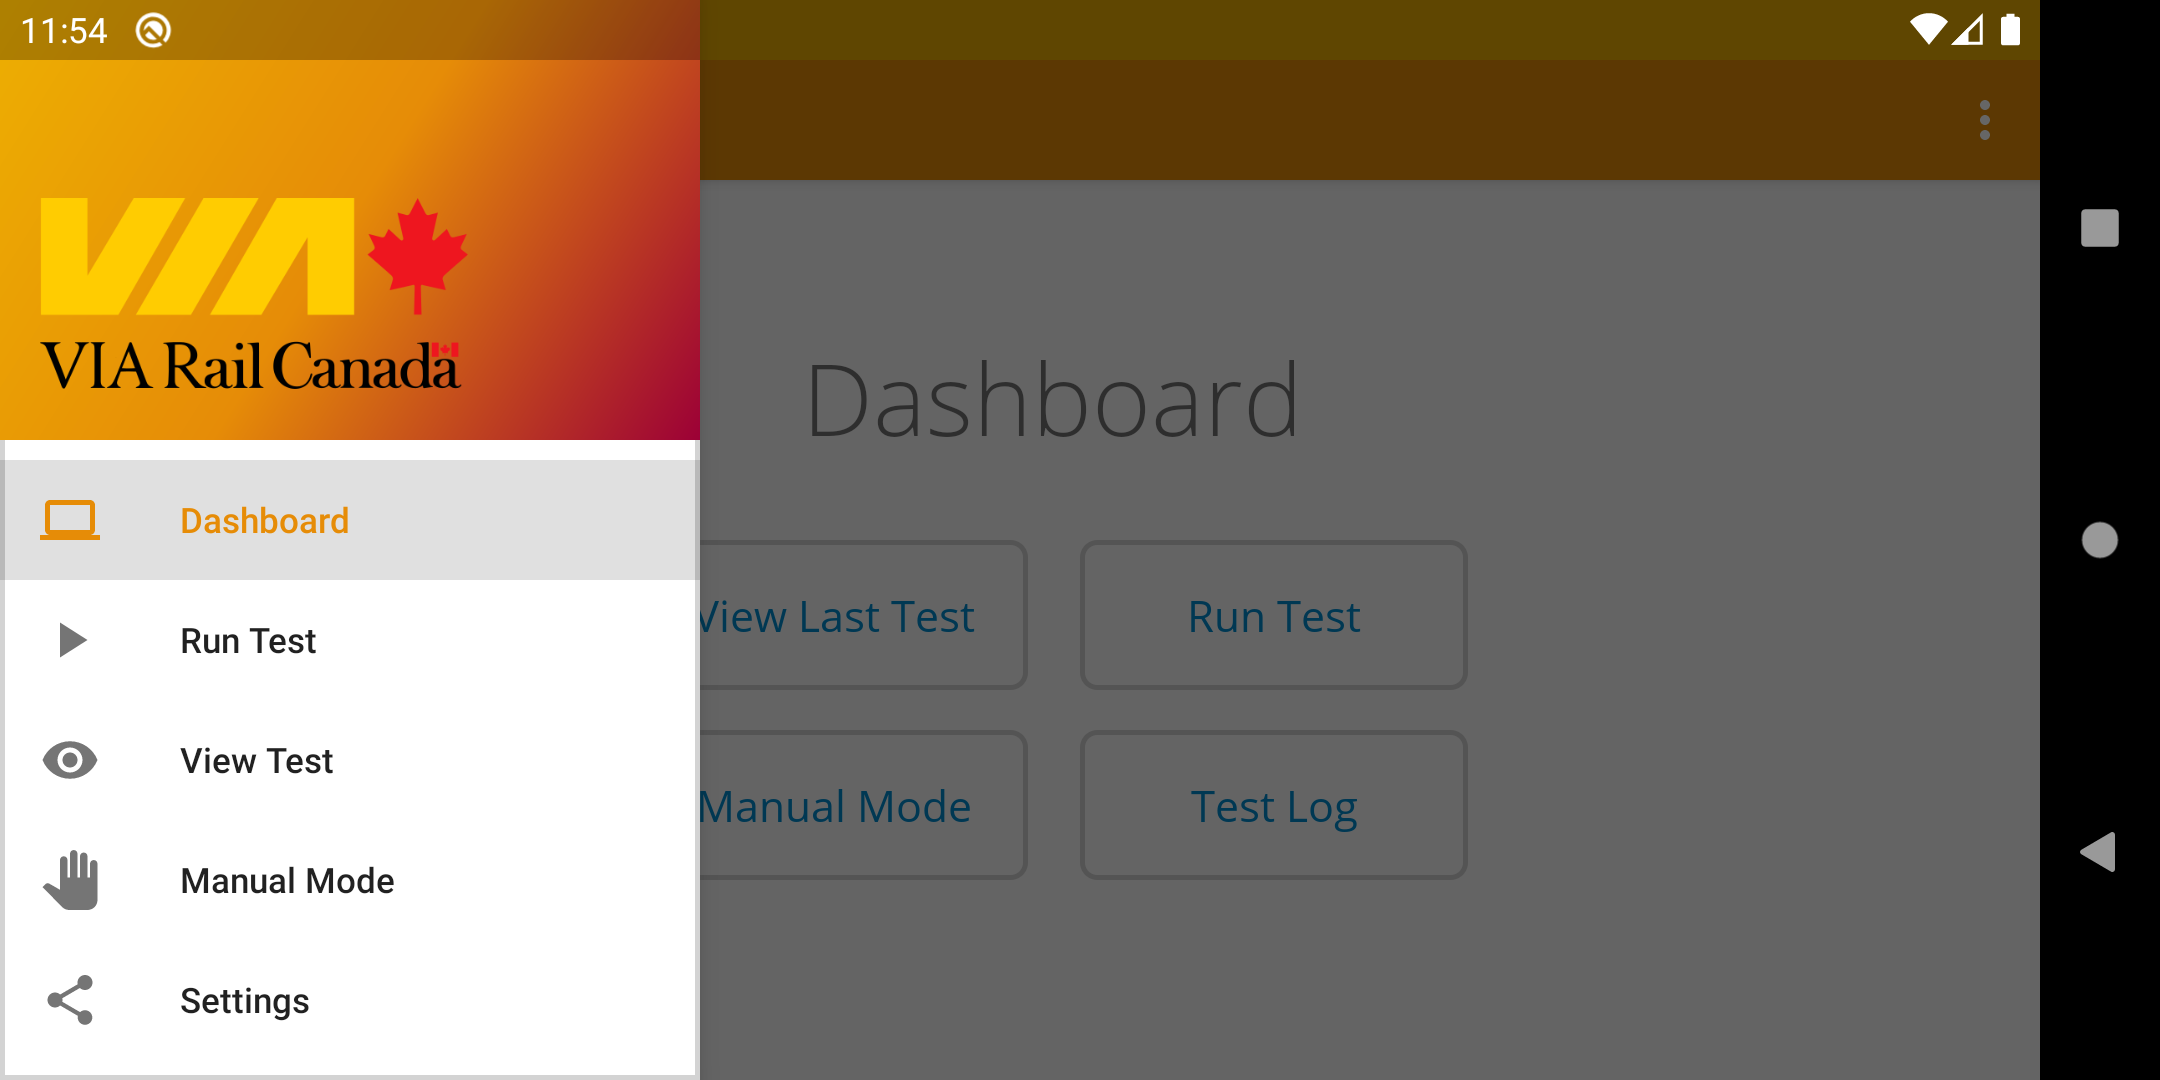 11:54
VIA
VIA Rail Canada
Dashboard
Run Test
View Test
Manual Mode
Settings
Dashboard
View Last Test
Run Test
Manual Mode
Test Log